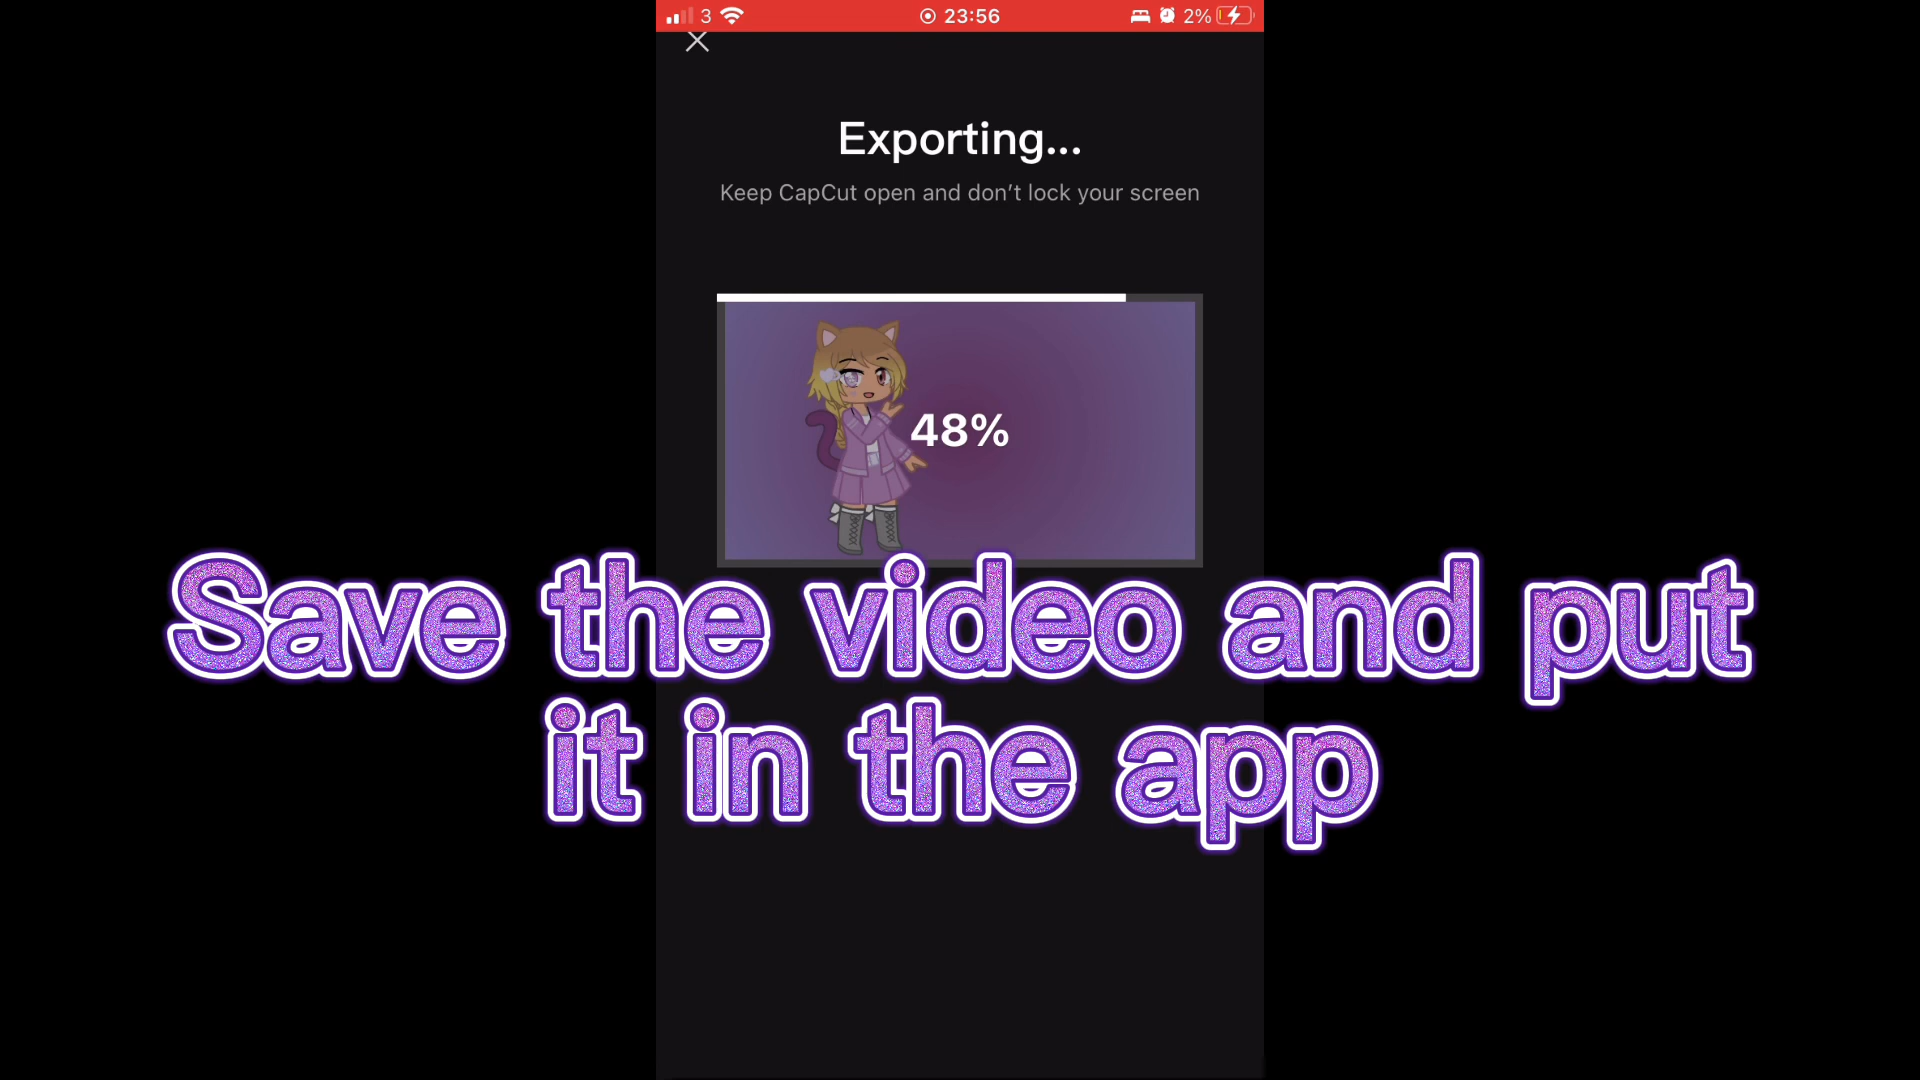 3 23:56 2%
Exporting...
Keep CapCut open and don't lock your screen
48%
Save the video and put
it in the app